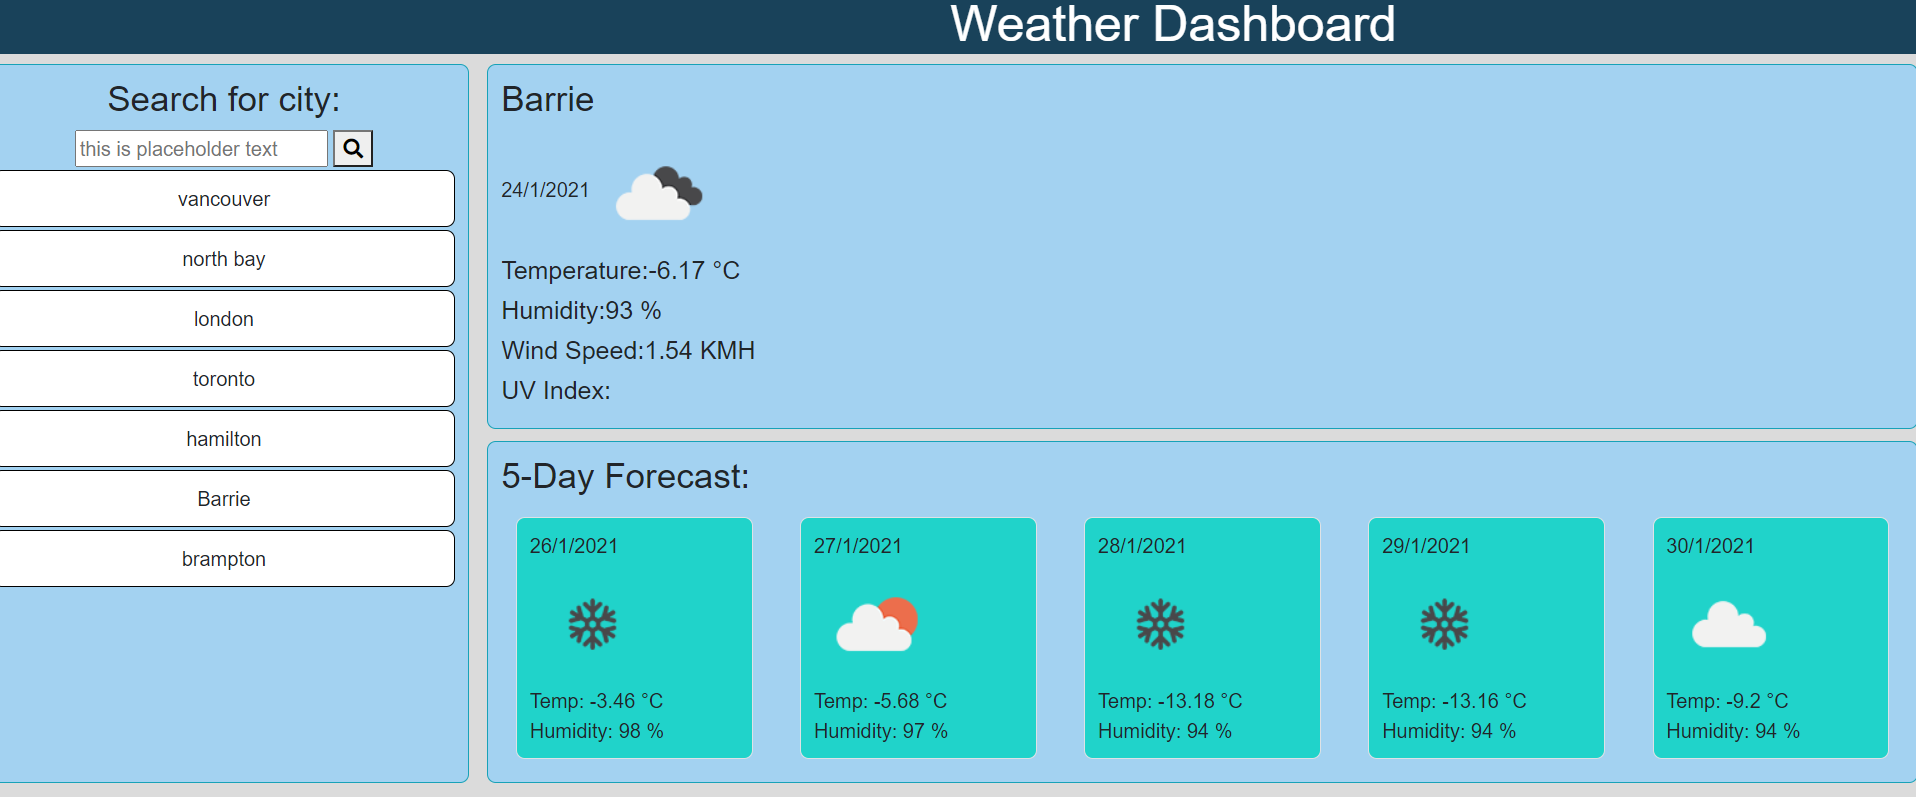 Weather Dashboard
Search for city:
this is placeholder text
vancouver
north bay
london
toronto
hamilton
Barrie
brampton
Barrie
24/1/2021
Temperature:-6.17 °C
Humidity:93 %
Wind Speed:1.54 KMH
UV Index:
5-Day Forecast:
26/1/2021
Temp: -3.46 °C
Humidity: 98 %
27/1/2021
Temp: -5.68 °C
Humidity: 97 %
28/1/2021
Temp: -13.18 °C
Humidity: 94 %
29/1/2021
Temp: -13.16 °C
Humidity: 94 %
30/1/2021
Temp: -9.2 °C
Humidity: 94 %